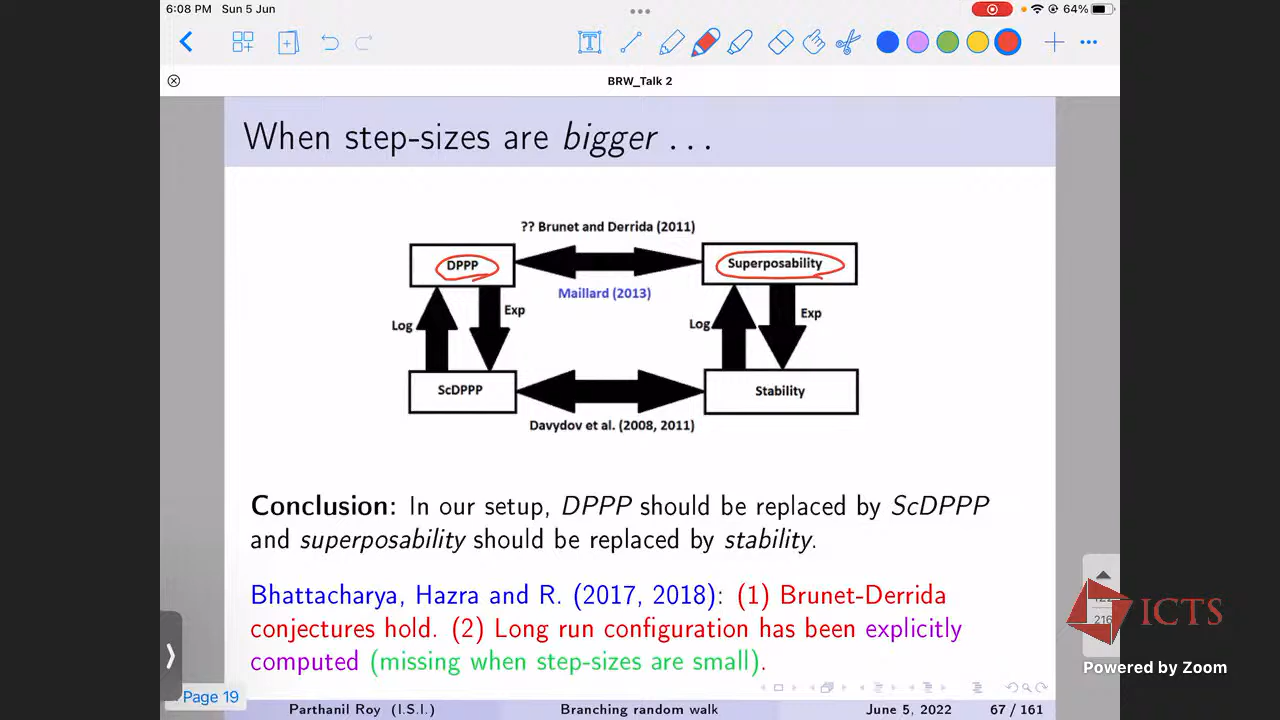 6:08 PM Sun 5 Jun
64%
BRW_Talk 2
When step-sizes are bigger . . .
?? Brunet and Derrida (2011)
DPPP
Superposability
Maillard (2013)
Log
Exp
Log
Exp
ScDPPP
Stability
Davydov et al. (2008, 2011)
Conclusion: In our setup, DPPP should be replaced by ScDPPP
and superposability should be replaced by stability.
Bhattacharya, Hazra and R. (2017, 2018): (1) Brunet-Derrida
conjectures hold. (2) Long run configuration has been explicitly
computed (missing when step-sizes are small).
ICTS
Powered by Zoom
Page 19
Parthanil Roy (I.S.I.) Branching random walk June 5, 2022 67 / 161